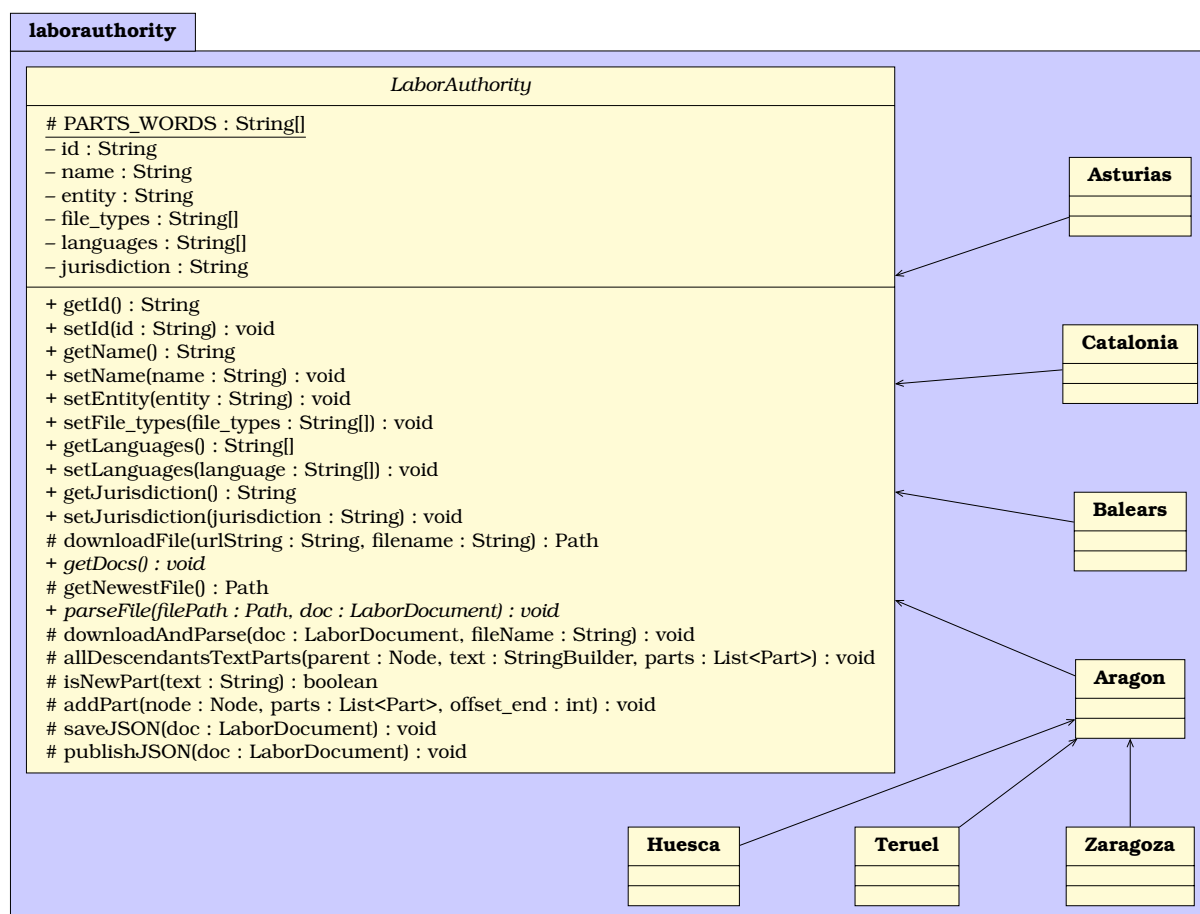 laborauthority
LaborAuthority
# PARTS_WORDS : String[]
– id : String
– name : String
– entity : String
– file_types : String[]
– languages : String[]
– jurisdiction : String
+ getId() : String
+ setId(id : String) : void
+ getName() : String
+ setName(name : String) : void
+ setEntity(entity : String) : void
+ setFile_types(file_types : String[]) : void
+ getLanguages() : String[]
+ setLanguages(language : String[]) : void
+ getJurisdiction() : String
+ setJurisdiction(jurisdiction : String) : void
# downloadFile(urlString : String, filename : String) : Path
+ getDocs() : void
# getNewestFile() : Path
+ parseFile(filePath : Path, doc : LaborDocument) : void
# downloadAndParse(doc : LaborDocument, fileName : String) : void
# allDescendantsTextParts(parent : Node, text : StringBuilder, parts : List<Part>) : void
# isNewPart(text : String) : boolean
# addPart(node : Node, parts : List<Part>, offset_end : int) : void
# saveJSON(doc : LaborDocument) : void
# publishJSON(doc : LaborDocument) : void
Asturias
Catalonia
Balears
Aragon
Huesca
Teruel
Zaragoza